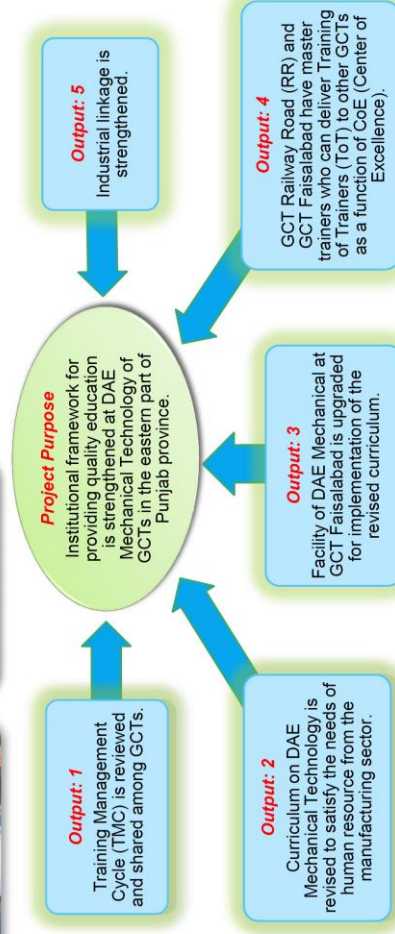 Project Purpose
Institutional framework for
providing quality education
is strengthened at DAE
Mechanical Technology of
GCTs in the eastern part of
Punjab province.
Output: 1
Training Management
Cycle (TMC) is reviewed
and shared among GCTs.
Output: 2
Curriculum on DAE
Mechanical Technology is
revised to satisfy the needs of
human resource from the
manufacturing sector.
Output: 3
Facility of DAE Mechanical at
GCT Faisalabad is upgraded
for implementation of the
revised curriculum.
Output: 4
GCT Railway Road (RR) and
GCT Faisalabad have master
trainers who can deliver Training
of Trainers (ToT) to other GCTs
as a function of CoE (Center of
Excellence).
Output: 5
Industrial linkage is
strengthened.